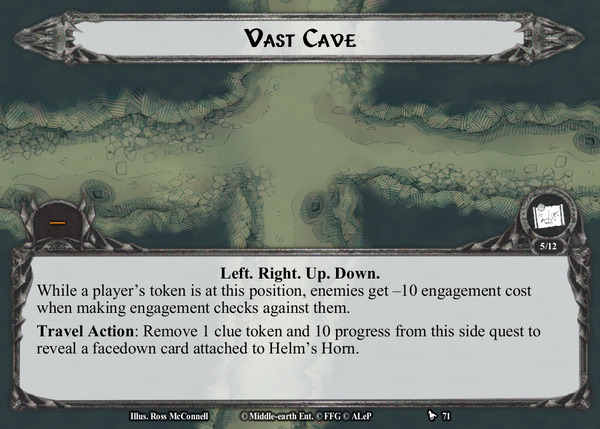 Vast Cave
5/12
Left. Right. Up. Down.
While a player's token is at this position, enemies get –10 engagement cost
when making engagement checks against them.
Travel Action: Remove 1 clue token and 10 progress from this side quest to
reveal a facedown card attached to Helm's Horn.
Illus. Ross McConnell © Middle-earth Ent. © FFG © ALeP 71